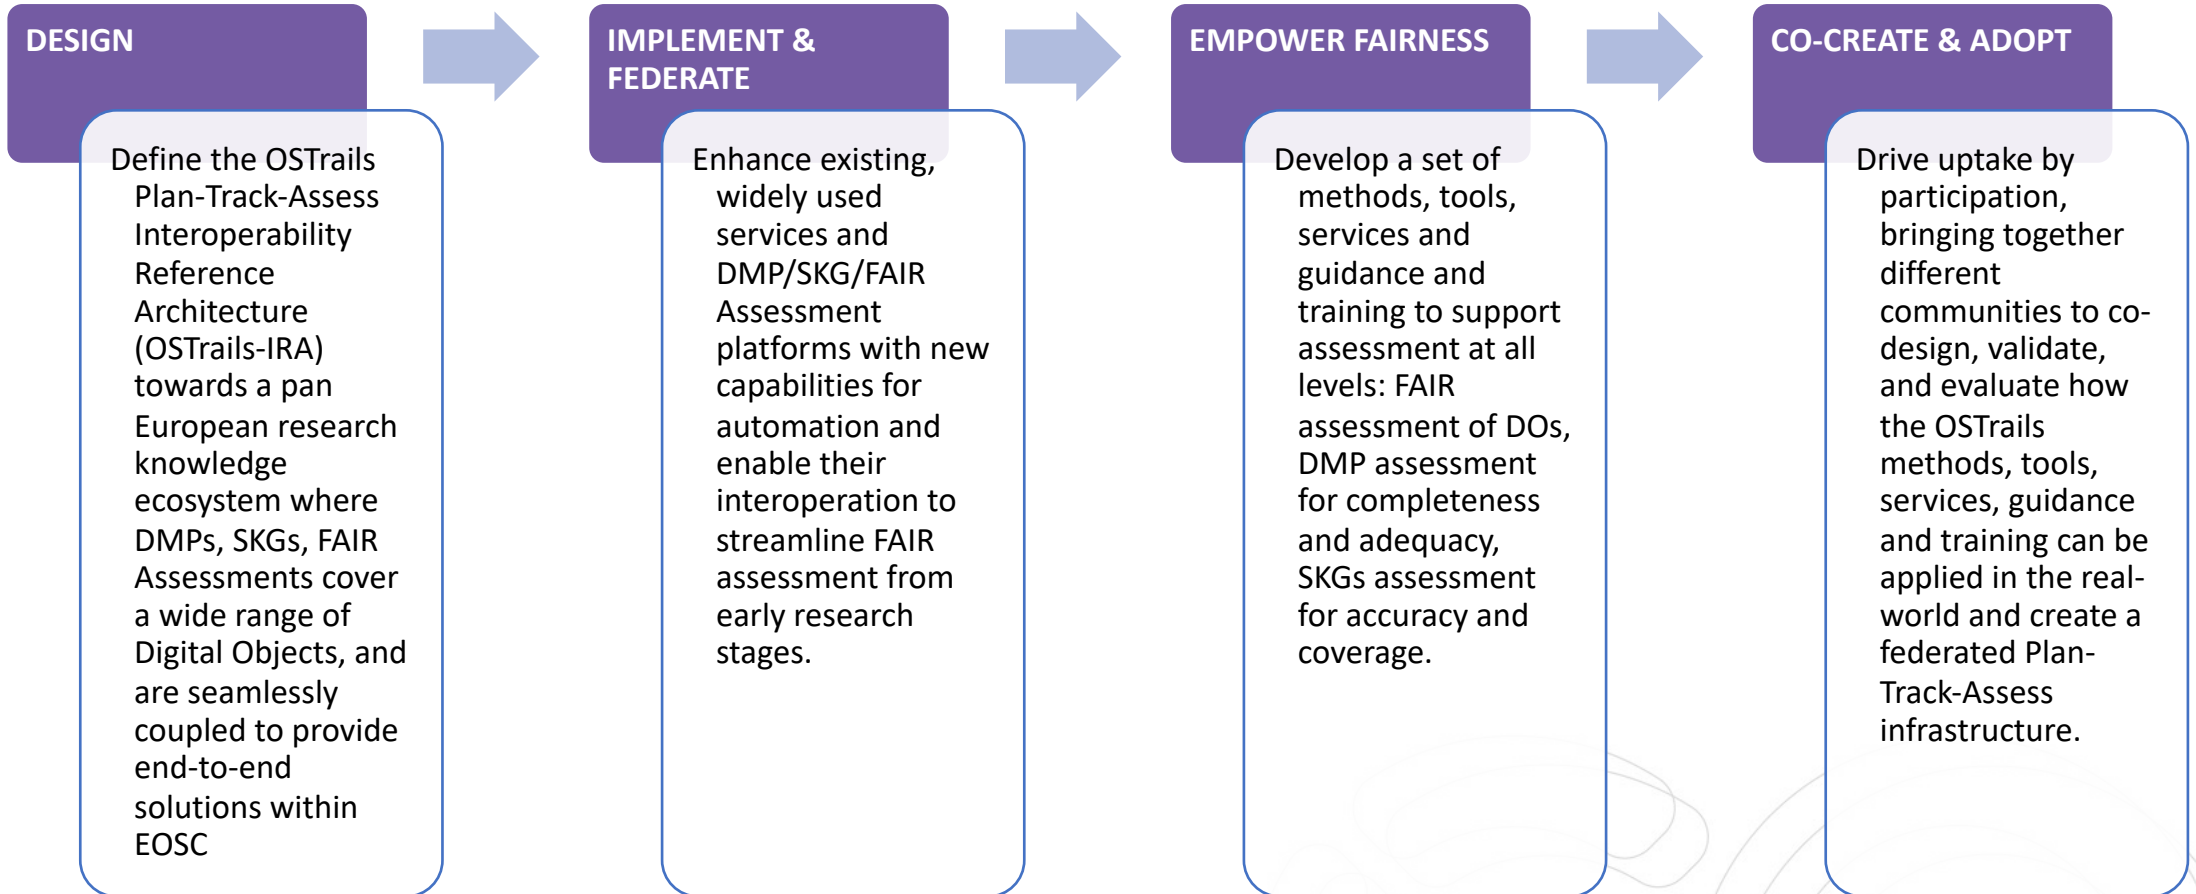 DESIGN
Define the OSTrails
Plan-Track-Assess
Interoperability
Reference
Architecture
(OSTrails-IRA)
towards a pan
European research
knowledge
ecosystem where
DMPs, SKGs, FAIR
Assessments cover
a wide range of
Digital Objects, and
are seamlessly
coupled to provide
end-to-end
solutions within
EOSC
IMPLEMENT &
FEDERATE
Enhance existing,
widely used
services and
DMP/SKG/FAIR
Assessment
platforms with new
capabilities for
automation and
enable their
interoperation to
streamline FAIR
assessment from
early research
stages.
EMPOWER FAIRNESS
Develop a set of
methods, tools,
services and
guidance and
training to support
assessment at all
levels: FAIR
assessment of DOs,
DMP assessment
for completeness
and adequacy,
SKGs assessment
for accuracy and
coverage.
CO-CREATE & ADOPT
Drive uptake by
participation,
bringing together
different
communities to co-
design, validate,
and evaluate how
the OSTrails
methods, tools,
services, guidance
and training can be
applied in the real-
world and create a
federated Plan-
Track-Assess
infrastructure.